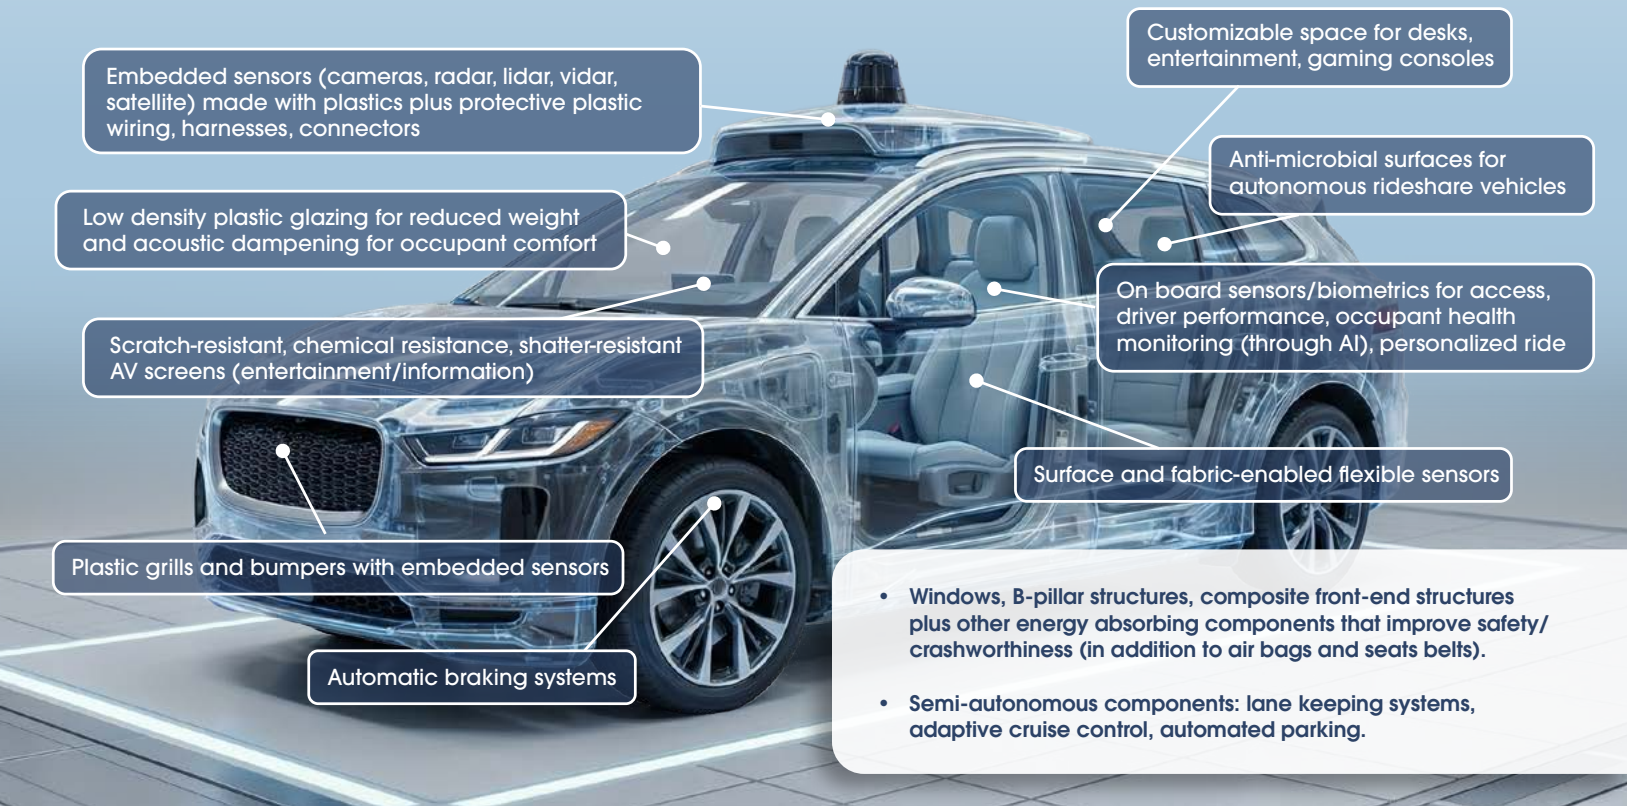 Embedded sensors (cameras, radar, lidar, vidar,
satellite) made with plastics plus protective plastic
wiring, harnesses, connectors
Low density plastic glazing for reduced weight
and acoustic dampening for occupant comfort
Scratch-resistant, chemical resistance, shatter-resistant
AV screens (entertainment/information)
Plastic grills and bumpers with embedded sensors
Automatic braking systems
Customizable space for desks,
entertainment, gaming consoles
Anti-microbial surfaces for
autonomous rideshare vehicles
On board sensors/biometrics for access,
driver performance, occupant health
monitoring (through AI), personalized ride
Surface and fabric-enabled flexible sensors
• Windows, B-pillar structures, composite front-end structures
plus other energy absorbing components that improve safety/
crashworthiness (in addition to air bags and seats belts).
• Semi-autonomous components: lane keeping systems,
adaptive cruise control, automated parking.